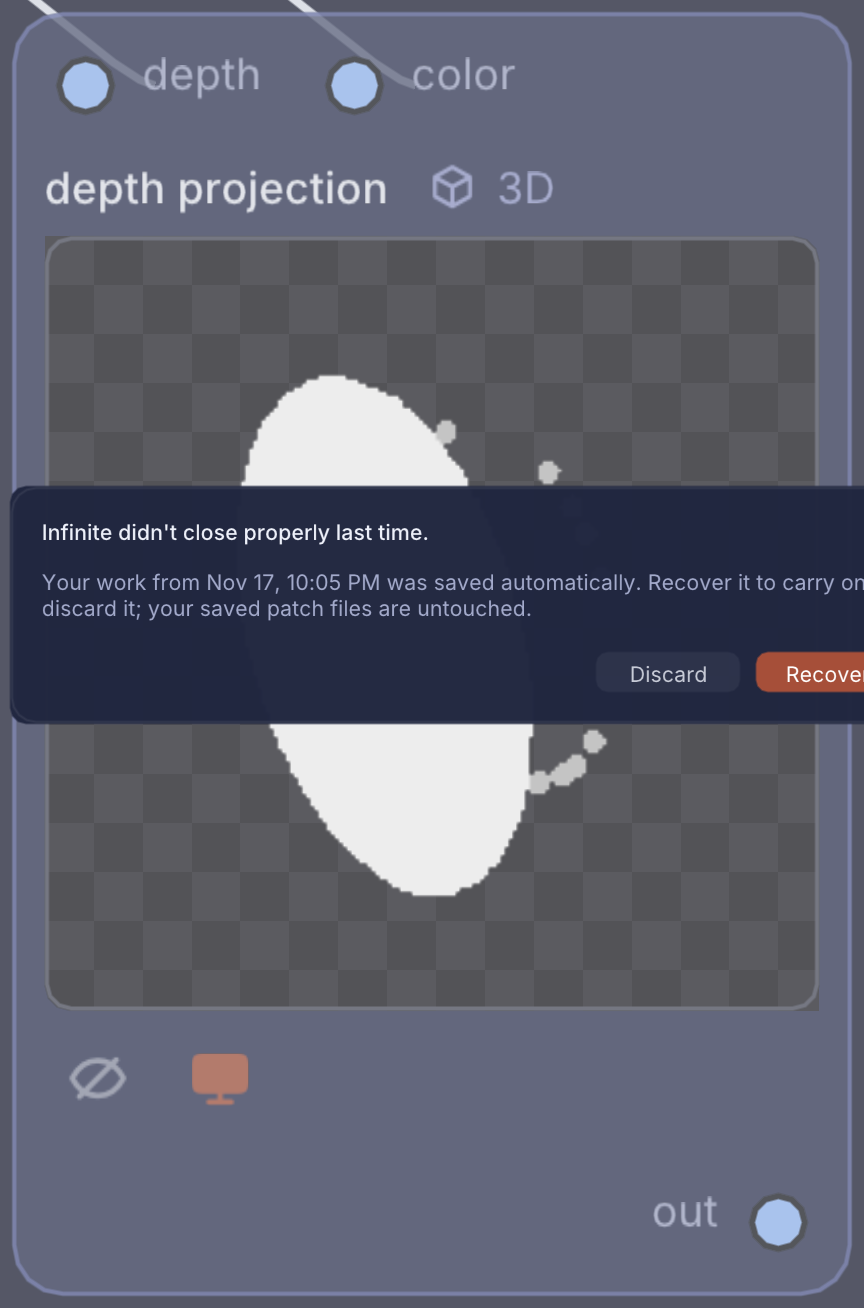 depth color
depth projection 3D
Infinite didn't close properly last time.
Your work from Nov 17, 10:05 PM was saved automatically. Recover it to carry on
discard it; your saved patch files are untouched.
Discard Recover
out